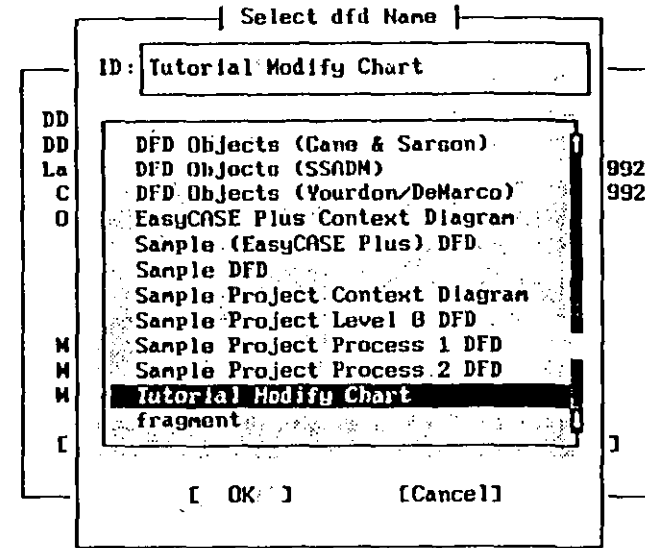 Select dfd Name
ID: Tutorial Modify Chart
DD
DD DFD Objects (Gane & Sarson)
La DFD Objects (SSADM) 992
C DFD Objects (Yourdon/DeMarco) 992
O EasyCASE Plus Context Diagram
Sample (EasyCASE Plus) DFD
Sample DFD
Sample Project Context Diagram
Sample Project Level 0 DFD
M Sample Project Process 1 DFD
M Sample Project Process 2 DFD
M Tutorial Modify Chart
fragment
[ ]
[ OK ] [Cancel]